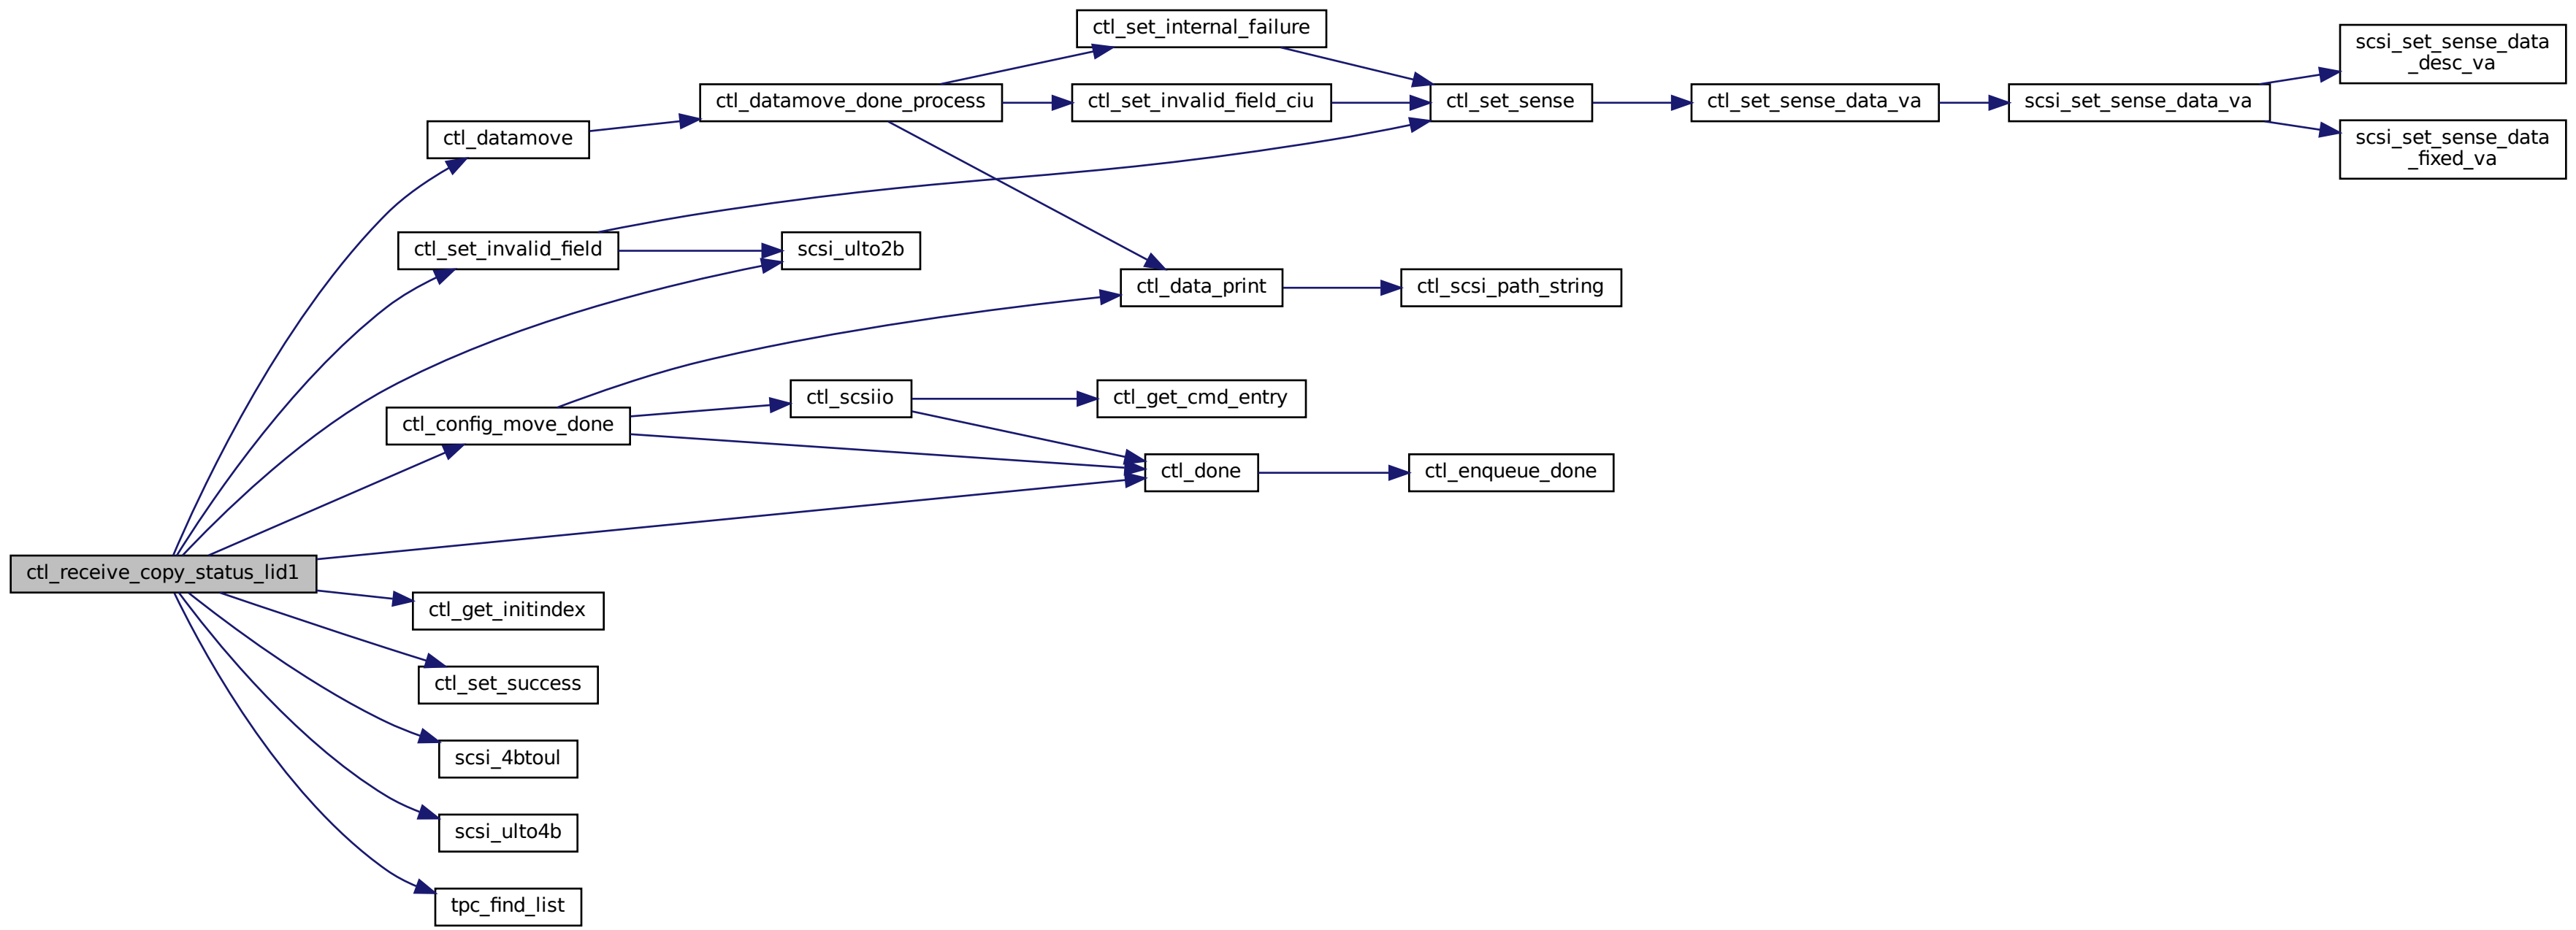 ctl_set_internal_failure
scsi_set_sense_data
_desc_va
ctl_datamove_done_process
ctl_set_invalid_field_ciu
ctl_set_sense
ctl_set_sense_data_va
scsi_set_sense_data_va
ctl_datamove
scsi_set_sense_data
_fixed_va
ctl_set_invalid_field
scsi_ulto2b
ctl_data_print
ctl_scsi_path_string
ctl_scsiio
ctl_get_cmd_entry
ctl_config_move_done
ctl_done
ctl_enqueue_done
ctl_receive_copy_status_lid1
ctl_get_initindex
ctl_set_success
scsi_4btoul
scsi_ulto4b
tpc_find_list